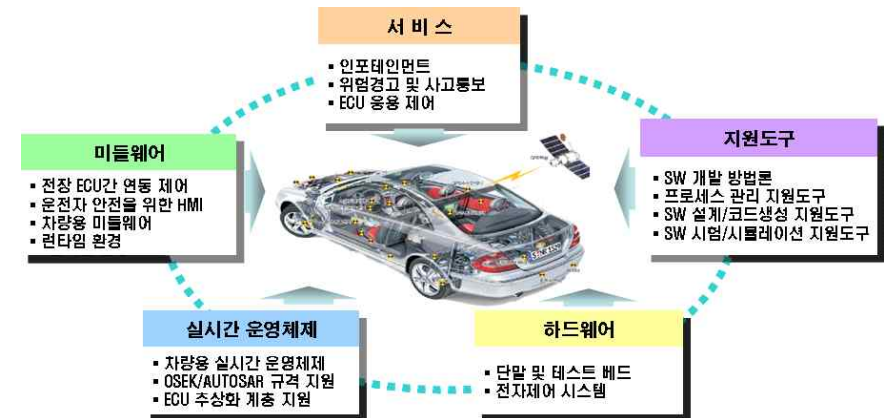 서 비 스
▪ 인포테인먼트
▪ 위험경고 및 사고통보
▪ ECU 응용 제어
미들웨어
▪ 전장 ECU간 연동 제어
▪ 운전자 안전을 위한 HMI
▪ 차량용 미들웨어
▪ 런타임 환경
지원도구
▪ SW 개발 방법론
▪ 프로세스 관리 지원도구
▪ SW 설계/코드생성 지원도구
▪ SW 시험/시뮬레이션 지원도구
실시간 운영체제
▪ 차량용 실시간 운영체제
▪ OSEK/AUTOSAR 규격 지원
▪ ECU 추상화 계층 지원
하드웨어
▪ 단말 및 테스트 베드
▪ 전자제어 시스템